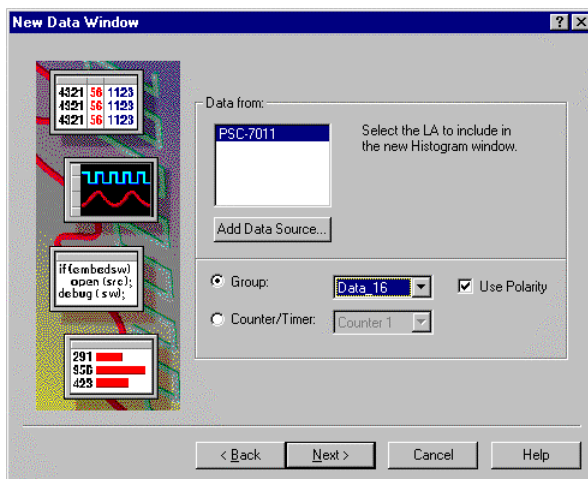 New Data Window
4321 56 1123
4321 56 1123
4321 56 1123
if(embedsw)
open (src);
debug ( sw);
291
956
423
Data from:
PSC-7011
Select the LA to include in
the new Histogram window.
Add Data Source...
Group:
Data_16
Use Polarity
Counter/Timer:
Counter 1
< Back
Next >
Cancel
Help